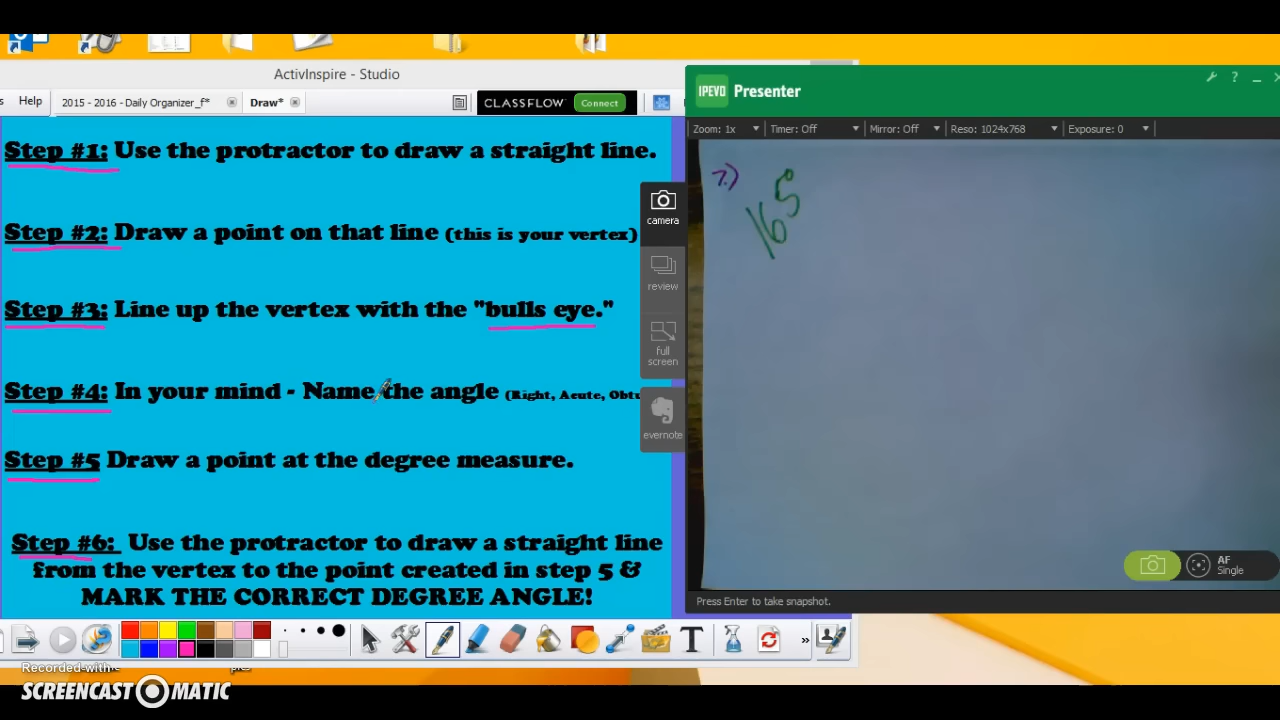 ActivInspire - Studio
s Help 2015 - 2016 - Daily Organizer_f* Draw* CLASSFLOW Connect
Step #1: Use the protractor to draw a straight line.
Step #2: Draw a point on that line (this is your vertex)
Step #3: Line up the vertex with the "bulls eye."
Step #4: In your mind - Name the angle (Right, Acute, Obtu
Step #5 Draw a point at the degree measure.
Step #6: Use the protractor to draw a straight line
from the vertex to the point created in step 5 &
MARK THE CORRECT DEGREE ANGLE!
IPEVO Presenter
Zoom: 1x Timer: Off Mirror: Off Reso: 1024x768 Exposure: 0
7.) 165°
camera
review
full
screen
evernote
AF
Single
Press Enter to take snapshot.
Recorded with
SCREENCAST MATIC